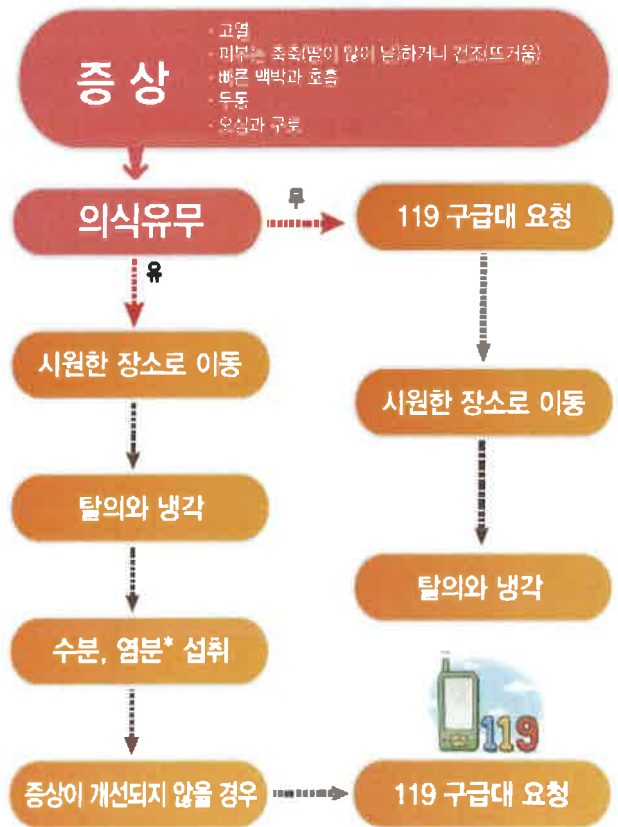 증 상
· 고열
· 피부는 축축(땀이 많이 남)하거나 건조(뜨거움)
· 빠른 맥박과 호흡
· 두통
· 오심과 구토
의식유무
무
119 구급대 요청
유
시원한 장소로 이동
시원한 장소로 이동
탈의와 냉각
탈의와 냉각
수분, 염분* 섭취
119
증상이 개선되지 않을 경우
119 구급대 요청